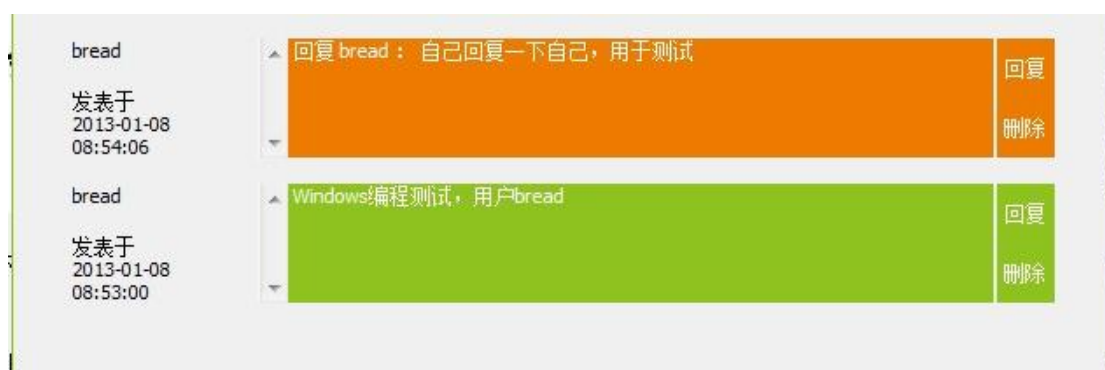 bread
回复 bread： 自己回复一下自己，用于测试
回复
发表于
2013-01-08
08:54:06
删除
bread
Windows编程测试，用户bread
回复
发表于
2013-01-08
08:53:00
删除